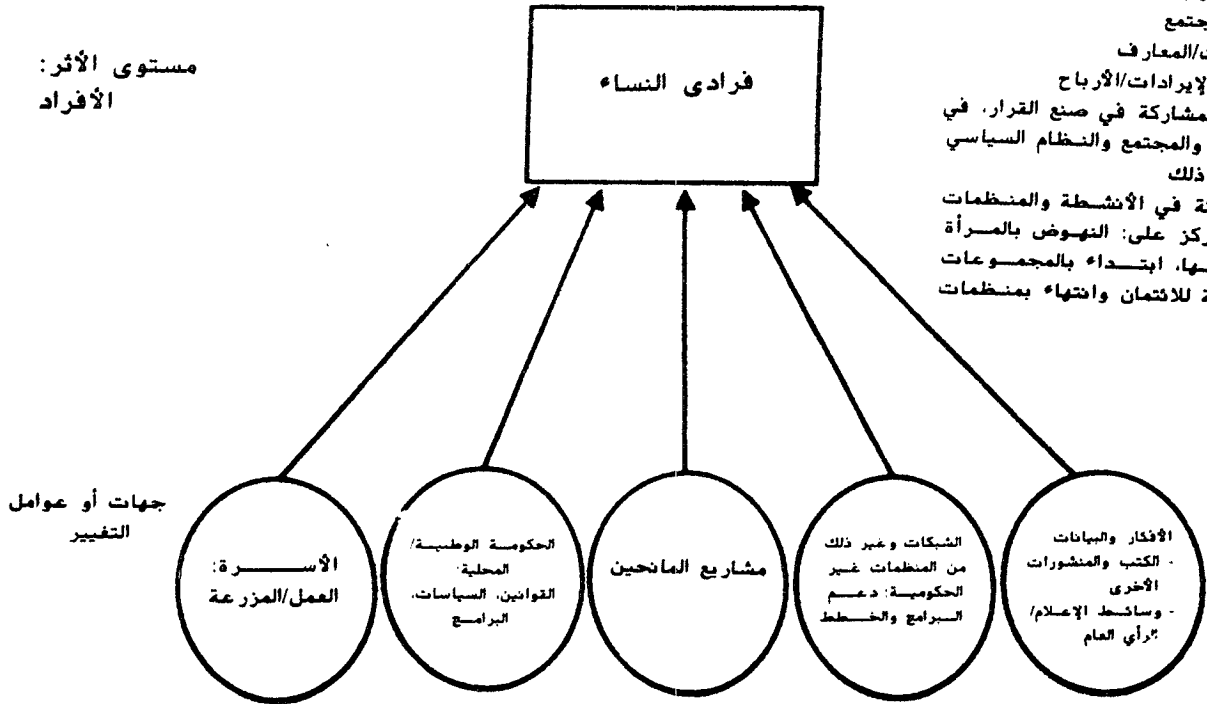 جتمع
ت/المعارف
لإيرادات/الأرباح
لمشاركة في صنع القرار، في
والمجتمع والنظام السياسي
ذلك
ة في الأنشطة والمنظمات
ركز على: النهوض بالمرأة
ها، ابتداء بالمجموعات
ة للائتمان وانتهاء بمنظمات
مستوى الأثر:
الأفراد
فرادى النساء
جهات أو عوامل
التغيير
الأفكار والبيانات
- الكتب والمنشورات
الأخرى
- وسائط الإعلام/
الرأي العام
الشبكات وغير ذلك
من المنظمات غير
الحكومية: دعم
البرامج والخطط
مشاريع المانحين
الحكومة الوطنية/
المحلية:
القوانين، السياسات،
البرامج
الأسرة:
العمل/المزرعة